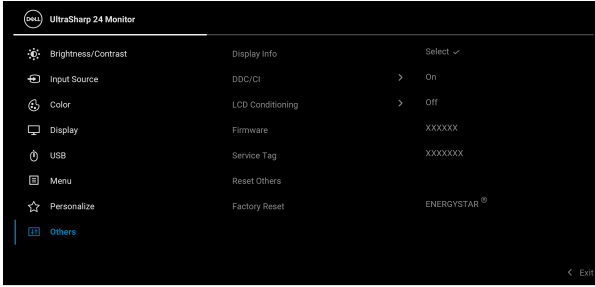 DELL UltraSharp 24 Monitor
Brightness/Contrast Display Info Select ✓
Input Source DDC/CI > On
Color LCD Conditioning > Off
Display Firmware XXXXXX
USB Service Tag XXXXXXX
Menu Reset Others
Personalize Factory Reset ENERGYSTAR ®
Others
< Exit